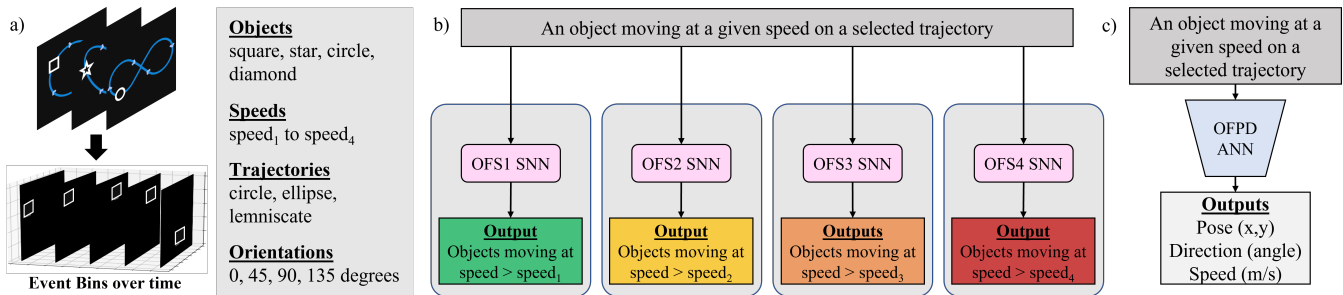 a)
Event Bins over time
Objects
square, star, circle,
diamond
Speeds
speed₁ to speed₄
Trajectories
circle, ellipse,
lemniscate
Orientations
0, 45, 90, 135 degrees
b)
An object moving at a given speed on a selected trajectory
OFS1 SNN
Output
Objects moving at
speed > speed₁
OFS2 SNN
Output
Objects moving at
speed > speed₂
OFS3 SNN
Output
Objects moving at
speed > speed₃
OFS4 SNN
Output
Objects moving at
speed > speed₄
c)
An object moving at a
given speed on a
selected trajectory
OFPD
ANN
Outputs
Pose (x,y)
Direction (angle)
Speed (m/s)